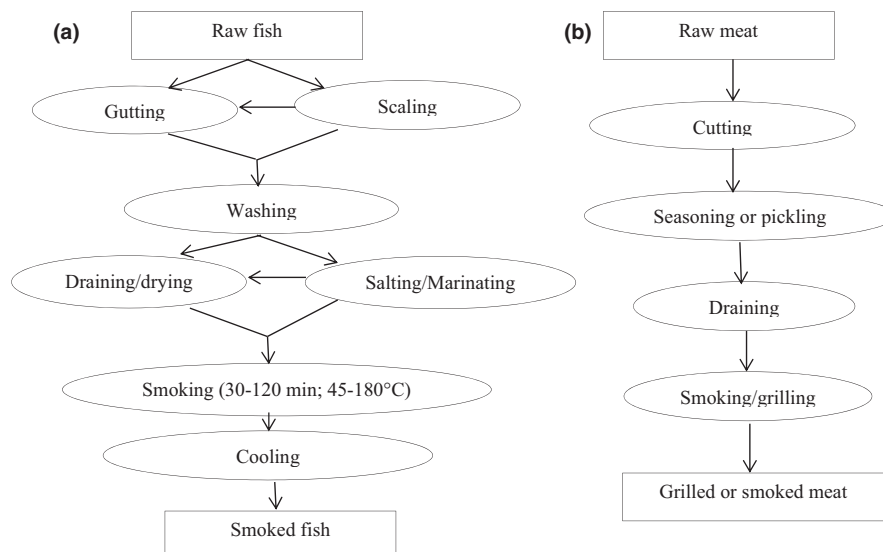 (a)
Raw fish
Gutting
Scaling
Washing
Draining/drying
Salting/Marinating
Smoking (30-120 min; 45-180°C)
Cooling
Smoked fish
(b)
Raw meat
Cutting
Seasoning or pickling
Draining
Smoking/grilling
Grilled or smoked meat